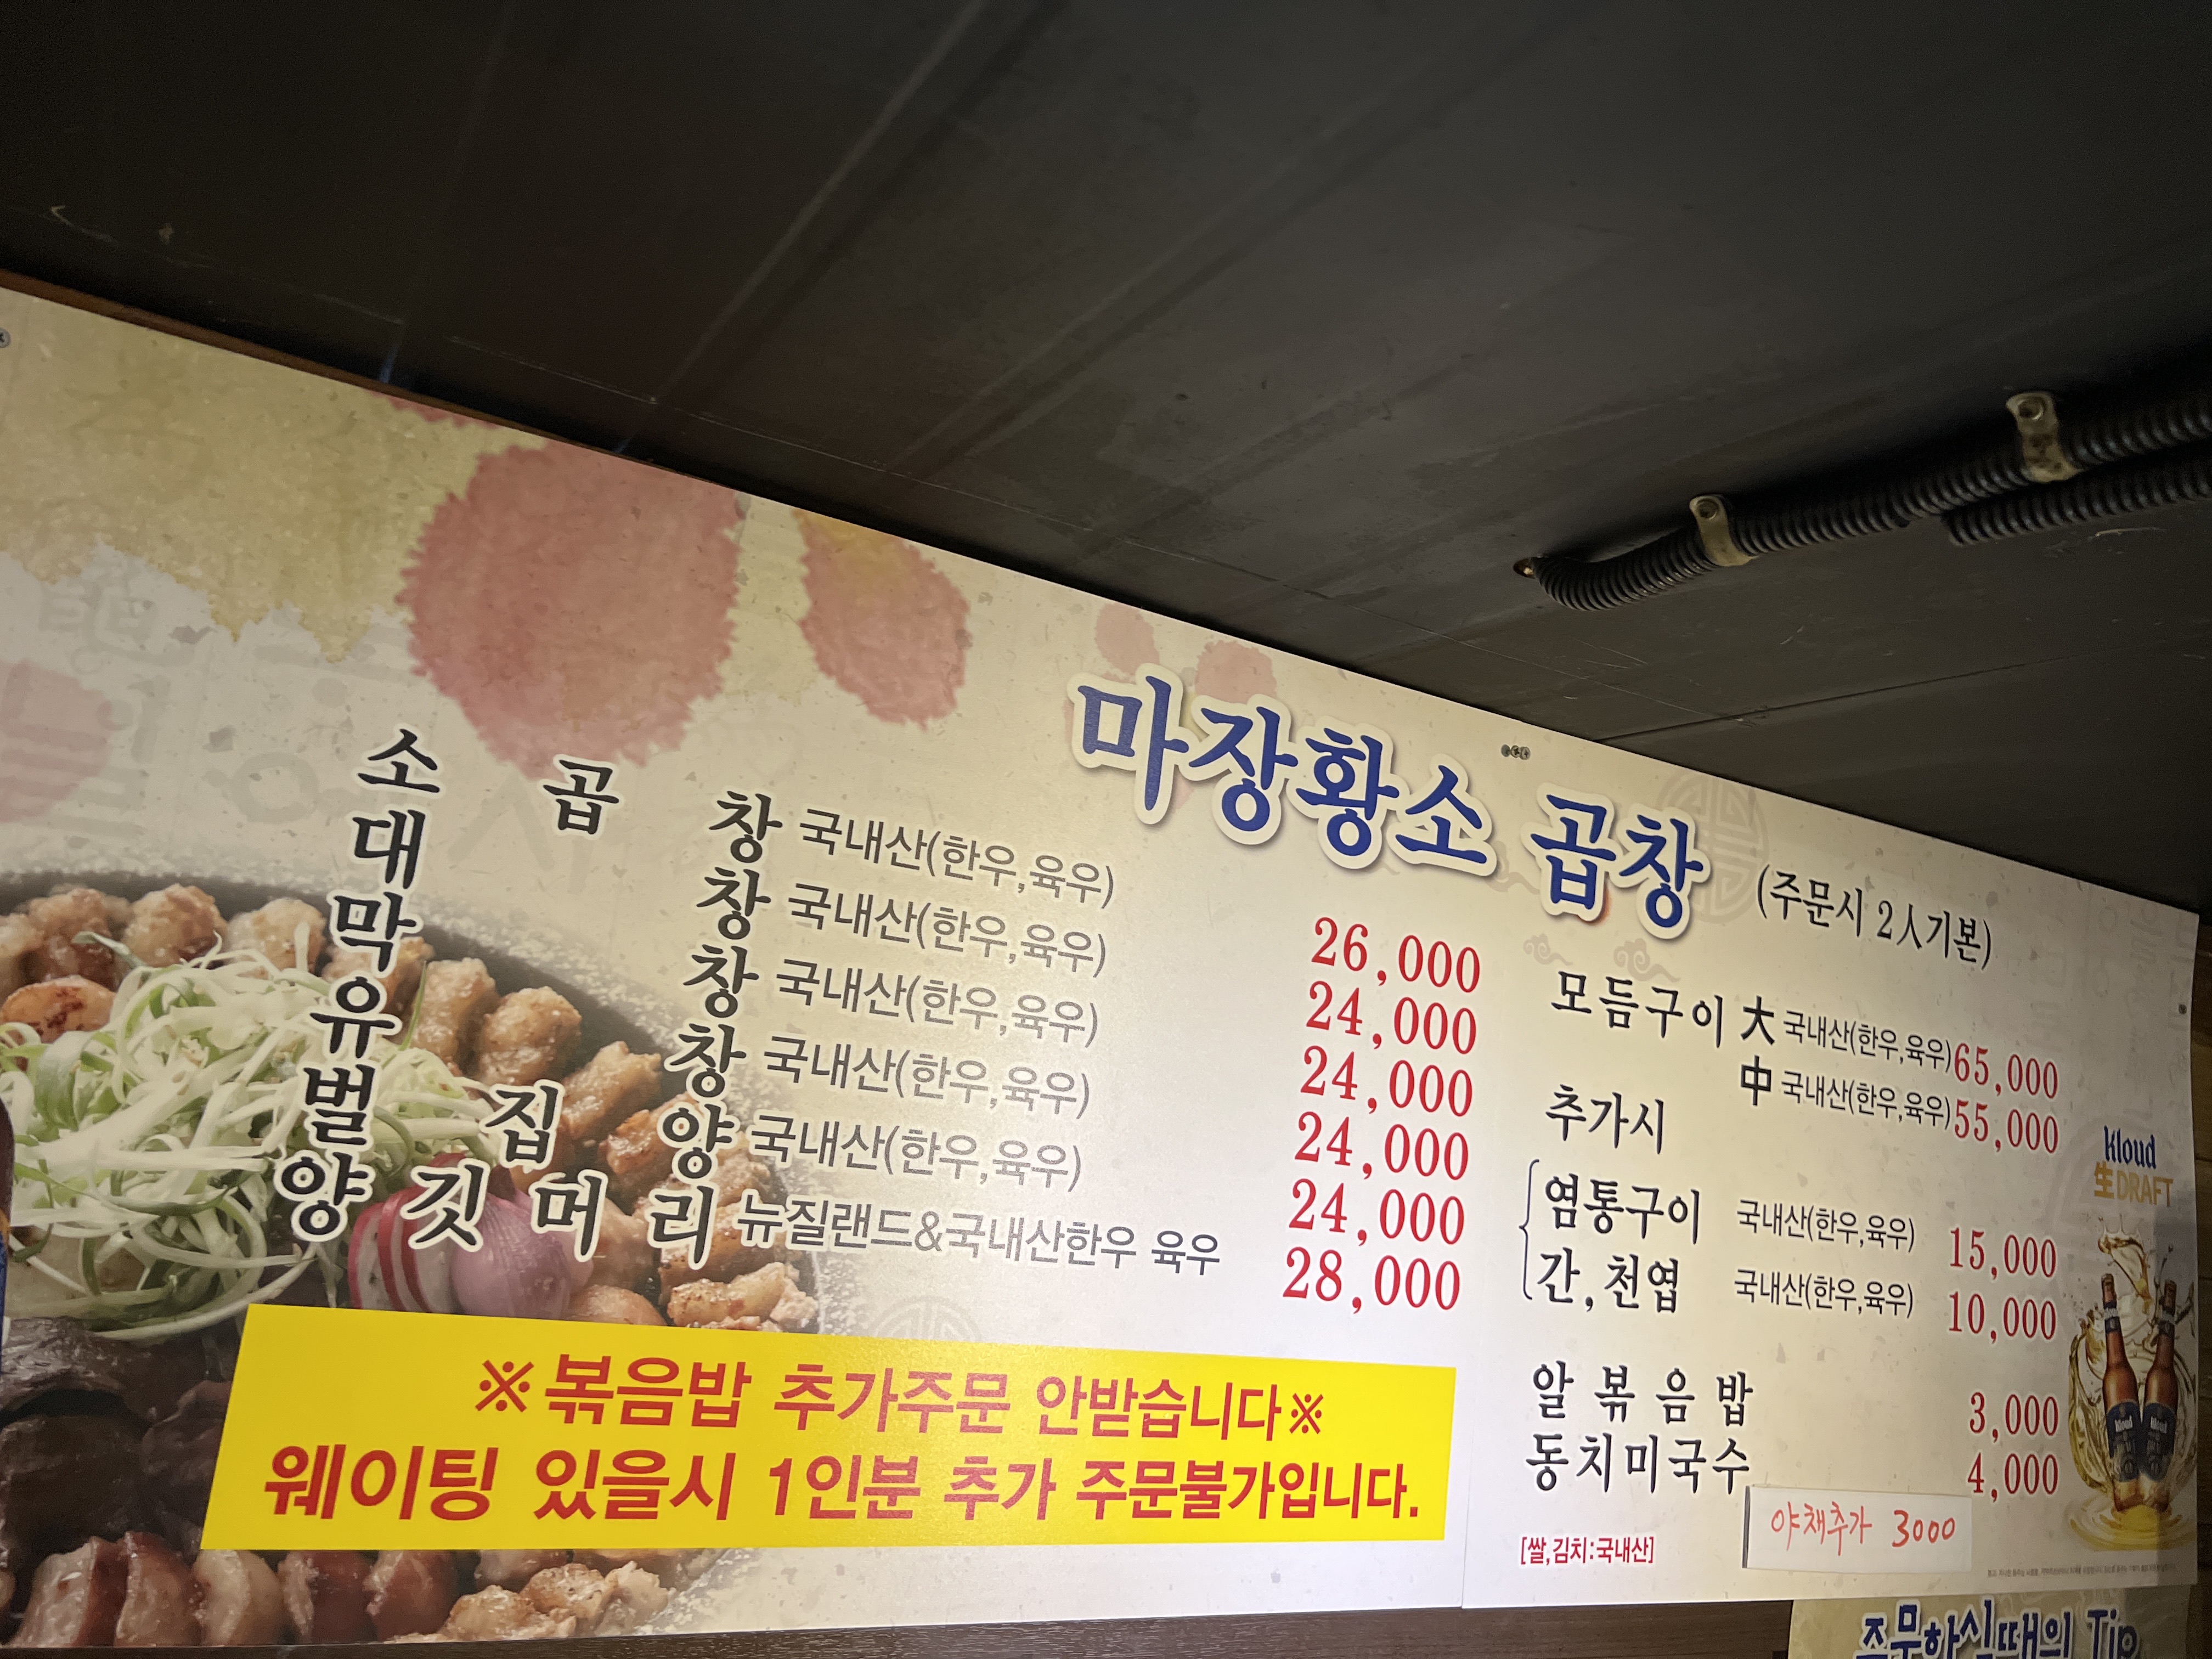 마장황소 곱창
(주문시 2人기본)
소 곱 창 국내산(한우,육우) 26,000
대 창 국내산(한우,육우) 24,000
막 창 국내산(한우,육우) 24,000
유 창 국내산(한우,육우) 24,000
벌 집 양 국내산(한우,육우) 24,000
양 깃 머 리 뉴질랜드&국내산한우 육우 28,000
※볶음밥 추가주문 안받습니다※
웨이팅 있을시 1인분 추가 주문불가입니다.
모듬구이 大 국내산(한우,육우) 65,000
中 국내산(한우,육우) 55,000
추가시
염통구이 국내산(한우,육우) 15,000
간,천엽 국내산(한우,육우) 10,000
알볶음밥 3,000
동치미국수 4,000
야채추가 3000
[쌀,김치:국내산]
Kloud
生DRAFT
주문하실때의 Tip